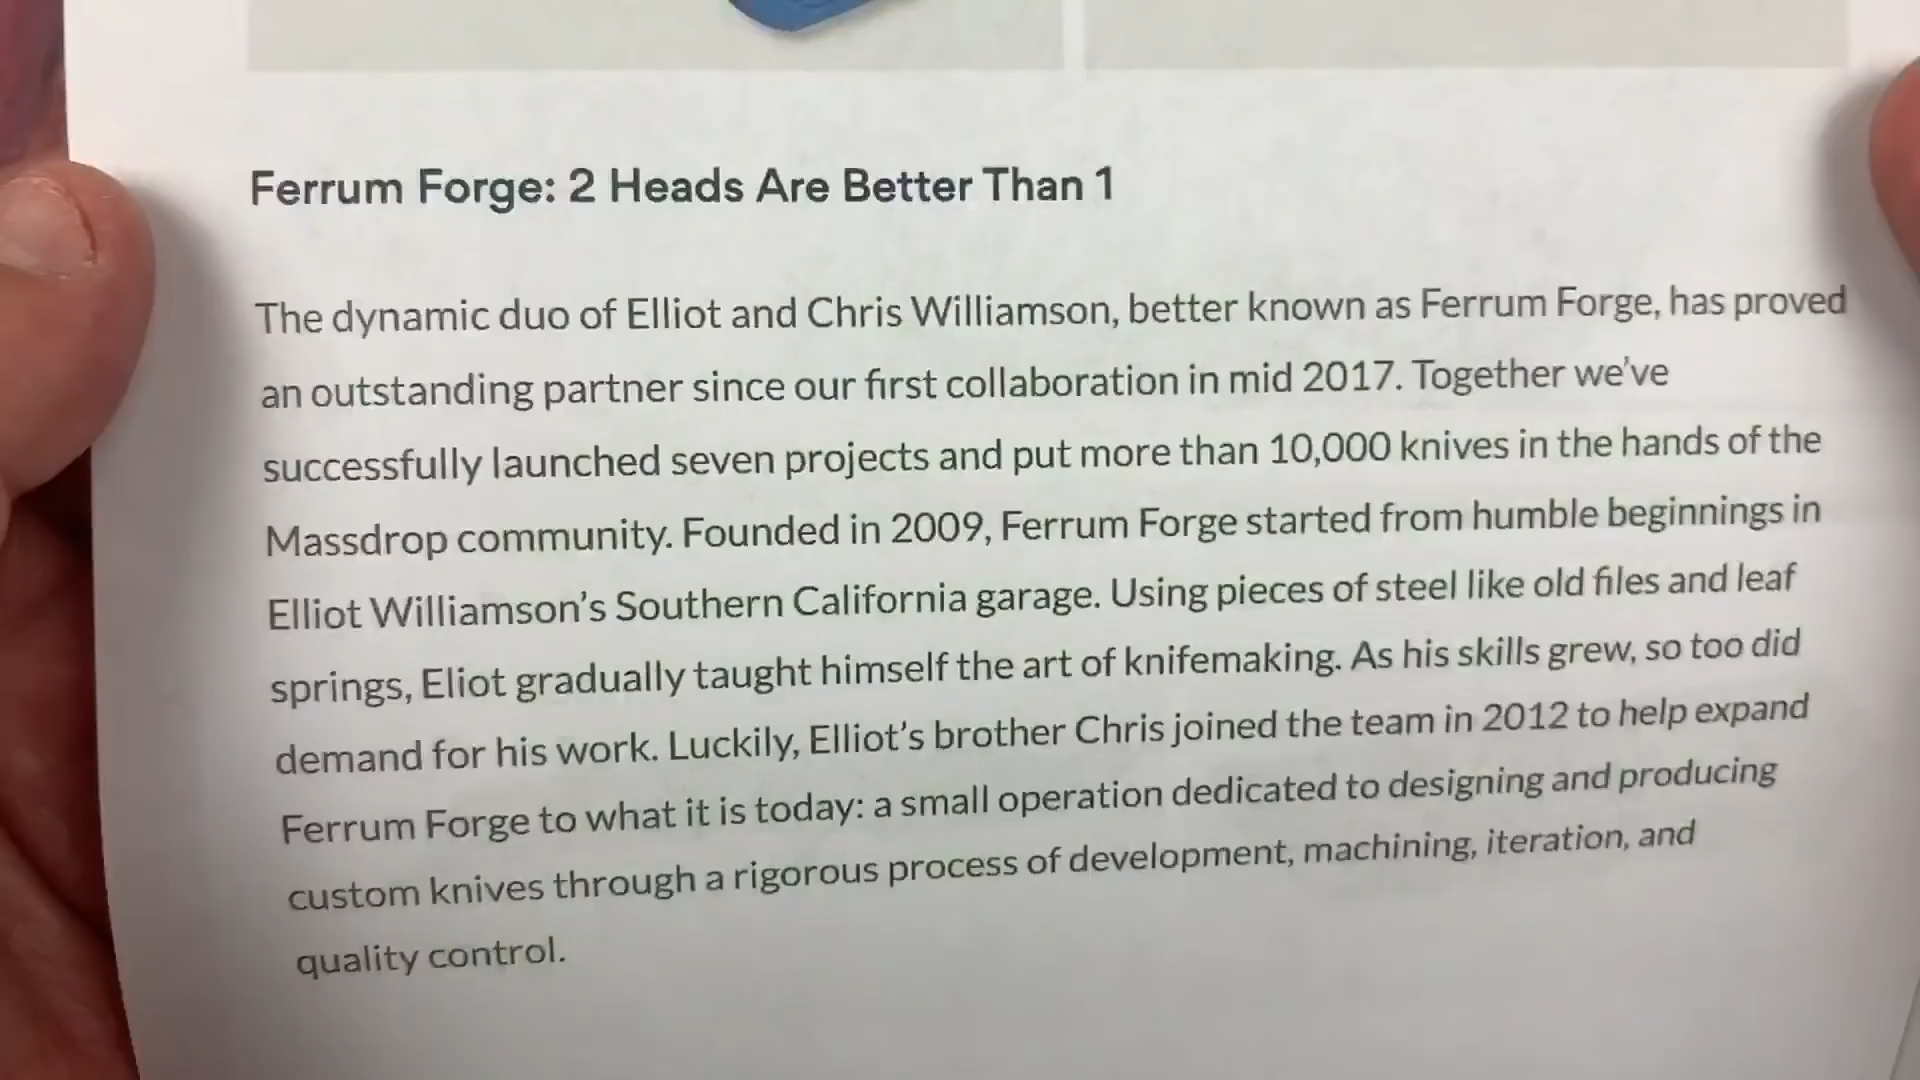 Ferrum Forge: 2 Heads Are Better Than 1
The dynamic duo of Elliot and Chris Williamson, better known as Ferrum Forge, has proved
an outstanding partner since our first collaboration in mid 2017. Together we've
successfully launched seven projects and put more than 10,000 knives in the hands of the
Massdrop community. Founded in 2009, Ferrum Forge started from humble beginnings in
Elliot Williamson's Southern California garage. Using pieces of steel like old files and leaf
springs, Eliot gradually taught himself the art of knifemaking. As his skills grew, so too did
demand for his work. Luckily, Elliot's brother Chris joined the team in 2012 to help expand
Ferrum Forge to what it is today: a small operation dedicated to designing and producing
custom knives through a rigorous process of development, machining, iteration, and
quality control.